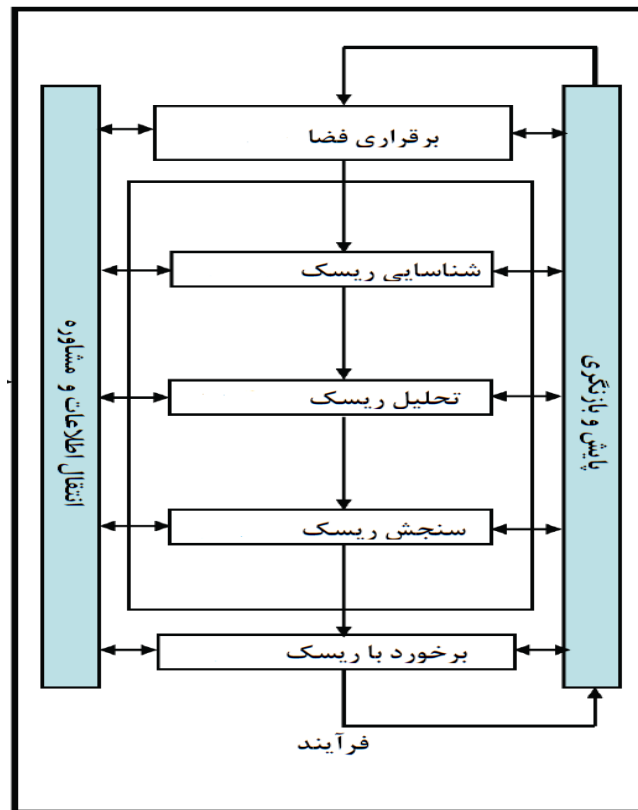 برقراری فضا
شناسایی ریسک
تحلیل ریسک
سنجش ریسک
برخورد با ریسک
فرآیند
پایش و بازنگری
انتقال اطلاعات و مشاوره